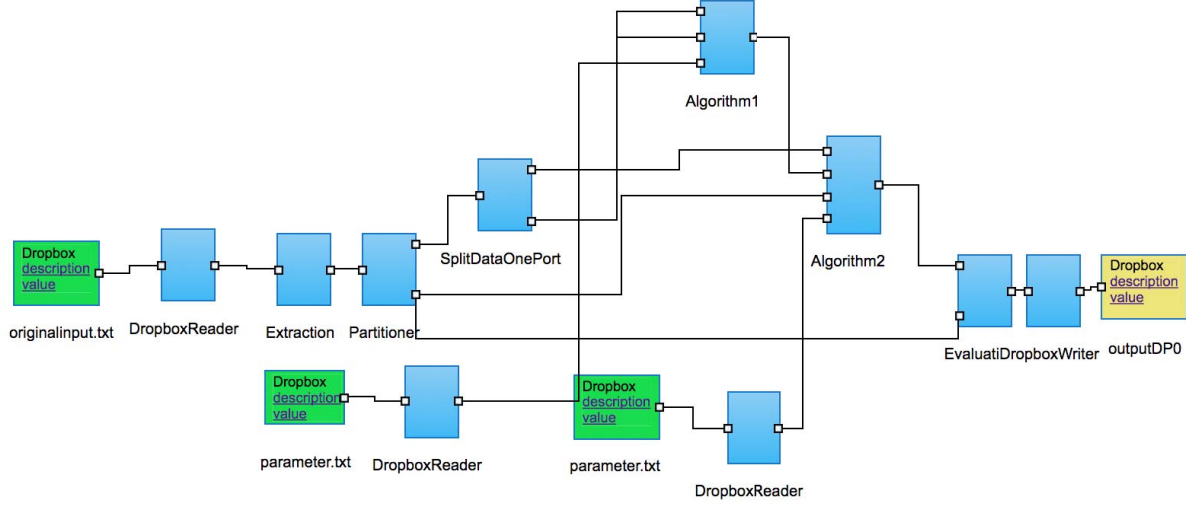 Algorithm1
SplitDataOnePort
Algorithm2
Dropbox
description
value
originalinput.txt
DropboxReader
Extraction
Partitioner
Dropbox
description
value
EvaluatiDropboxWriter
outputDP0
Dropbox
description
value
parameter.txt
DropboxReader
Dropbox
description
value
parameter.txt
DropboxReader